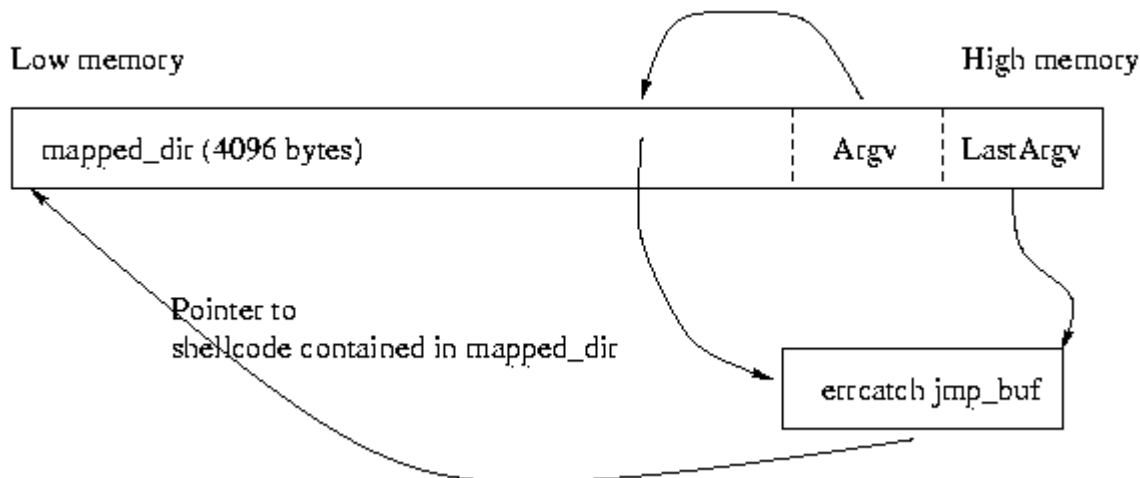 Low memory
High memory
mapped_dir (4096 bytes)
Argv
LastArgv
Pointer to
shellcode contained in mapped_dir
errcatch jmp_buf